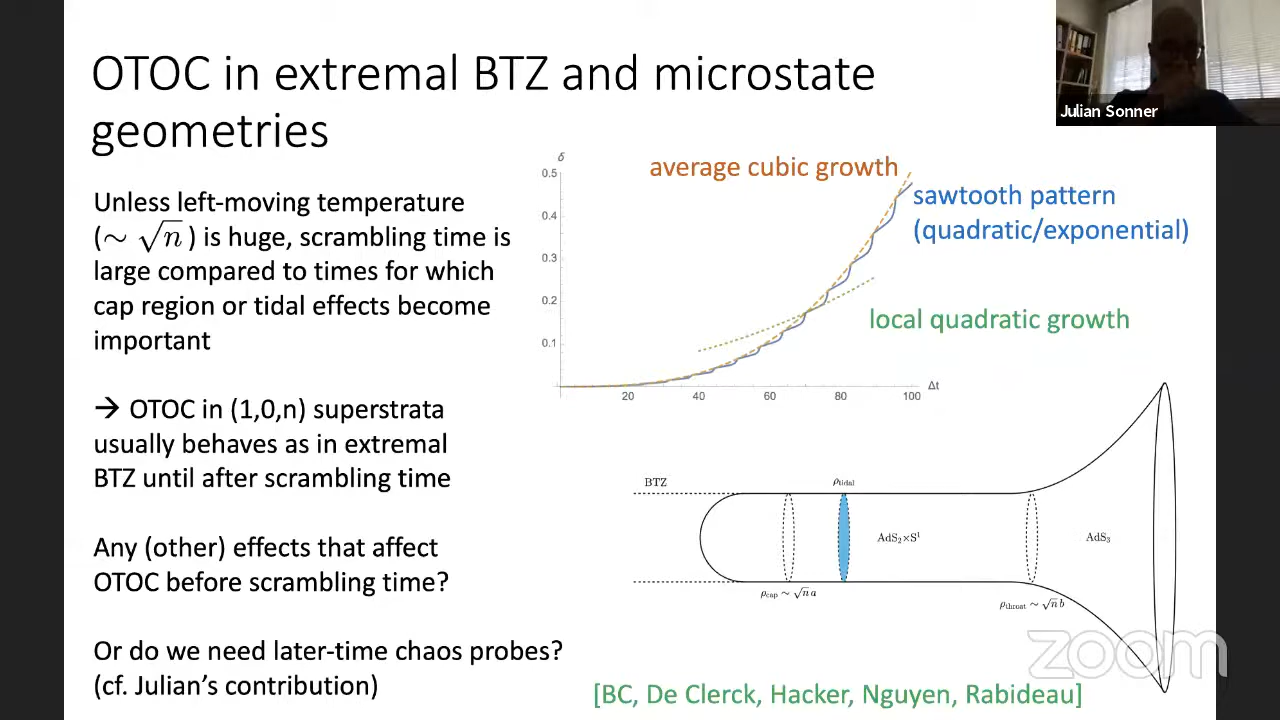 OTOC in extremal BTZ and microstate
geometries
Julian Sonner
Unless left-moving temperature
(∼ √n ) is huge, scrambling time is
large compared to times for which
cap region or tidal effects become
important
→ OTOC in (1,0,n) superstrata
usually behaves as in extremal
BTZ until after scrambling time
Any (other) effects that affect
OTOC before scrambling time?
Or do we need later-time chaos probes?
(cf. Julian’s contribution)
δ
0.5
0.4
0.3
0.2
0.1
20 40 60 80 100
Δt
average cubic growth
sawtooth pattern
(quadratic/exponential)
local quadratic growth
BTZ
ρtidal
AdS₂×S¹
AdS₃
ρcap ∼ √n a
ρthroat ∼ √n b
zoom
[BC, De Clerck, Hacker, Nguyen, Rabideau]